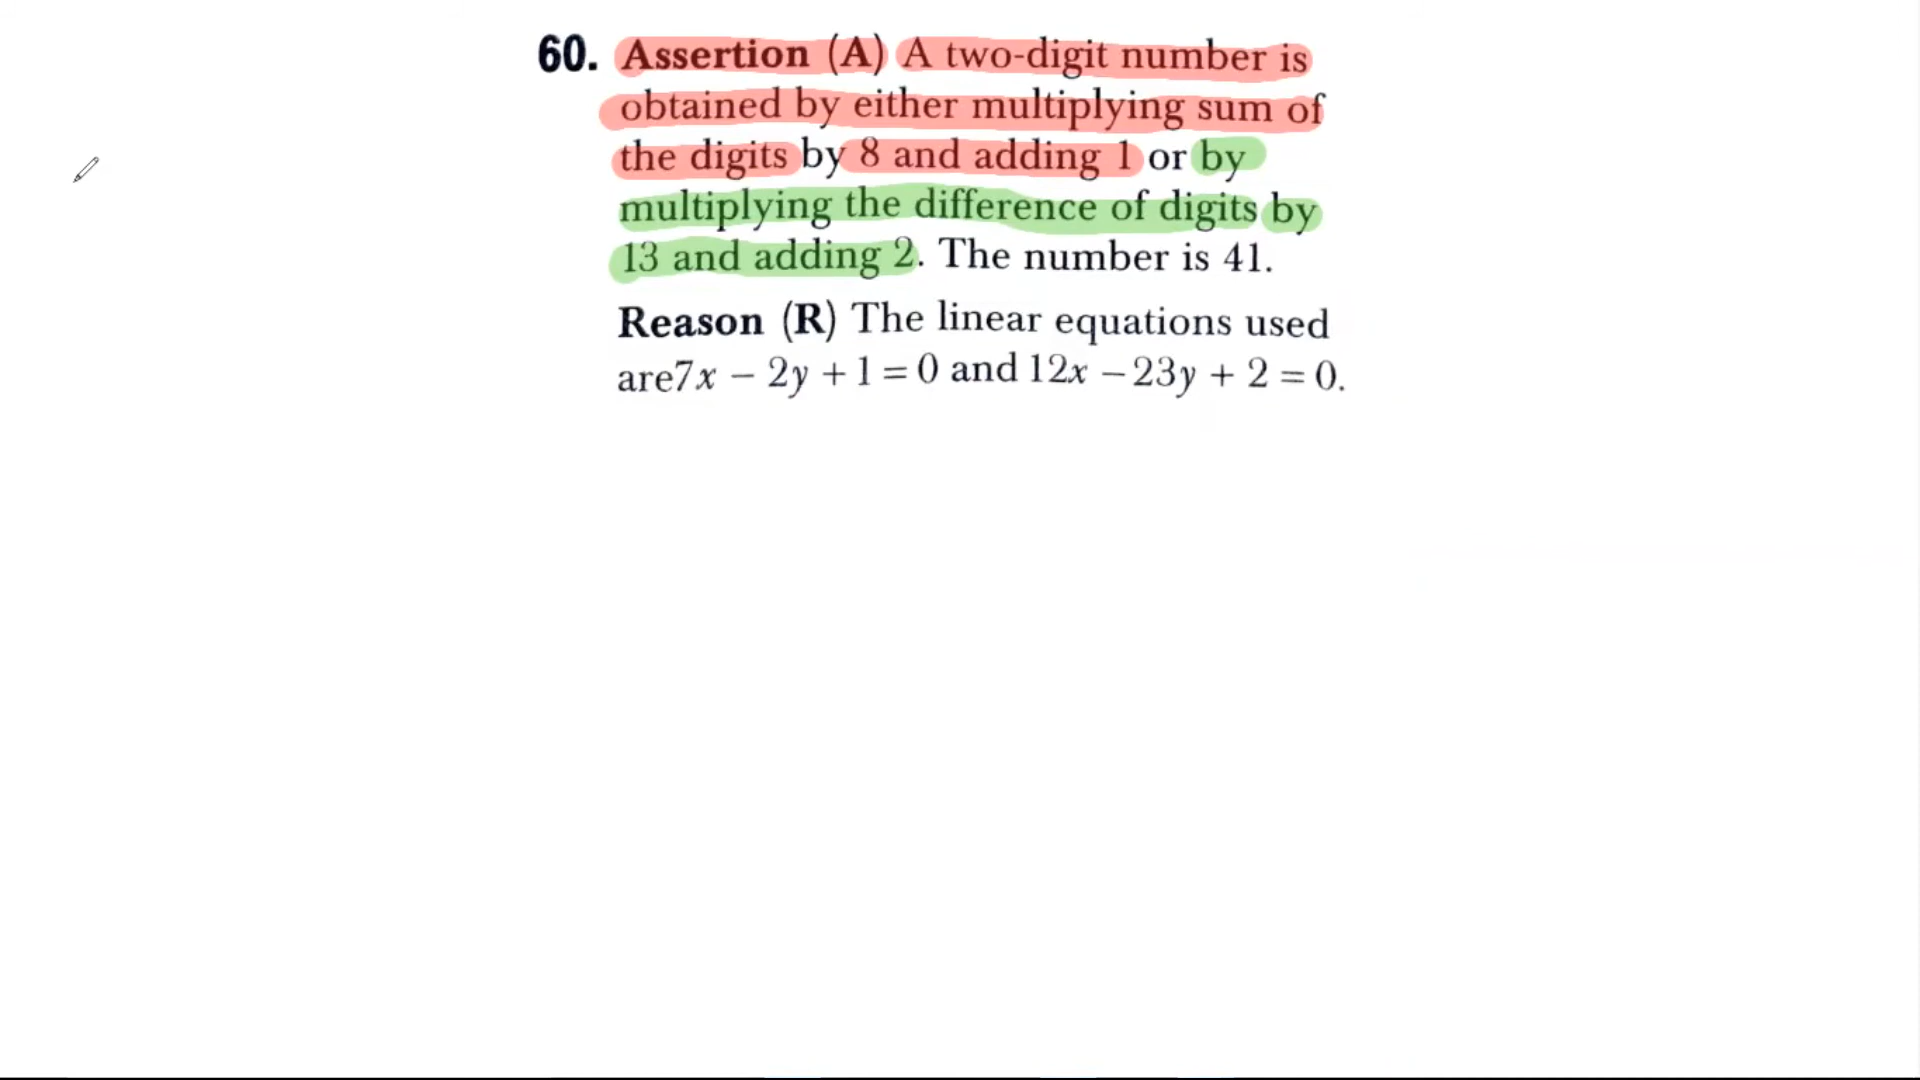 60. Assertion (A) A two-digit number is
obtained by either multiplying sum of
the digits by 8 and adding 1 or by
multiplying the difference of digits by
13 and adding 2. The number is 41.
Reason (R) The linear equations used
are7x – 2y + 1 = 0 and 12x – 23y + 2 = 0.